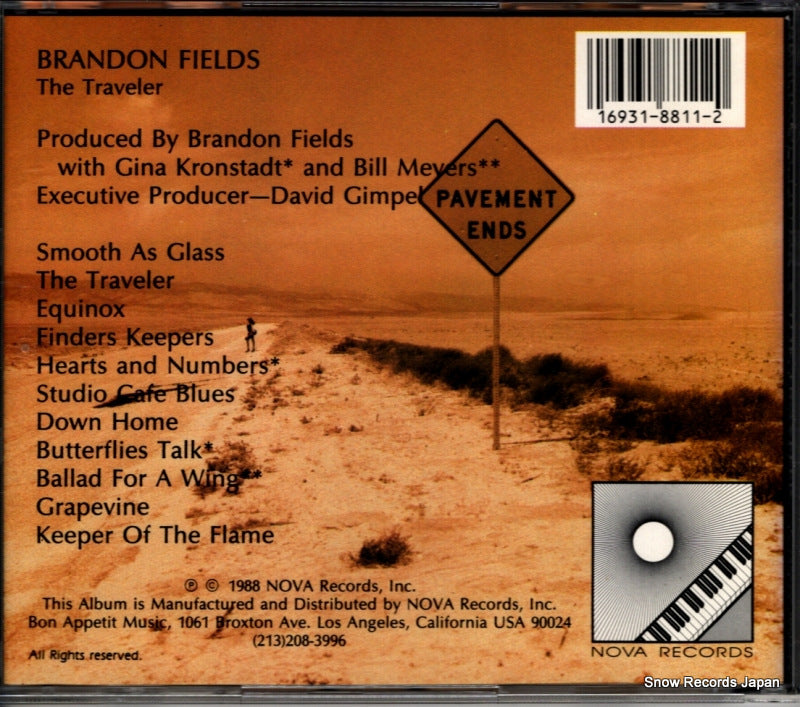 BRANDON FIELDS
The Traveler
16931-8811-2
Produced By Brandon Fields
with Gina Kronstadt* and Bill Meyers**
Executive Producer—David Gimpel
PAVEMENT
ENDS
Smooth As Glass
The Traveler
Equinox
Finders Keepers
Hearts and Numbers*
Studio Cafe Blues
Down Home
Butterflies Talk*
Ballad For A Wing**
Grapevine
Keeper Of The Flame
℗ © 1988 NOVA Records, Inc.
This Album is Manufactured and Distributed by NOVA Records, Inc.
Bon Appetit Music, 1061 Broxton Ave. Los Angeles, California USA 90024
(213)208-3996
All Rights reserved.
NOVA RECORDS
Snow Records Japan